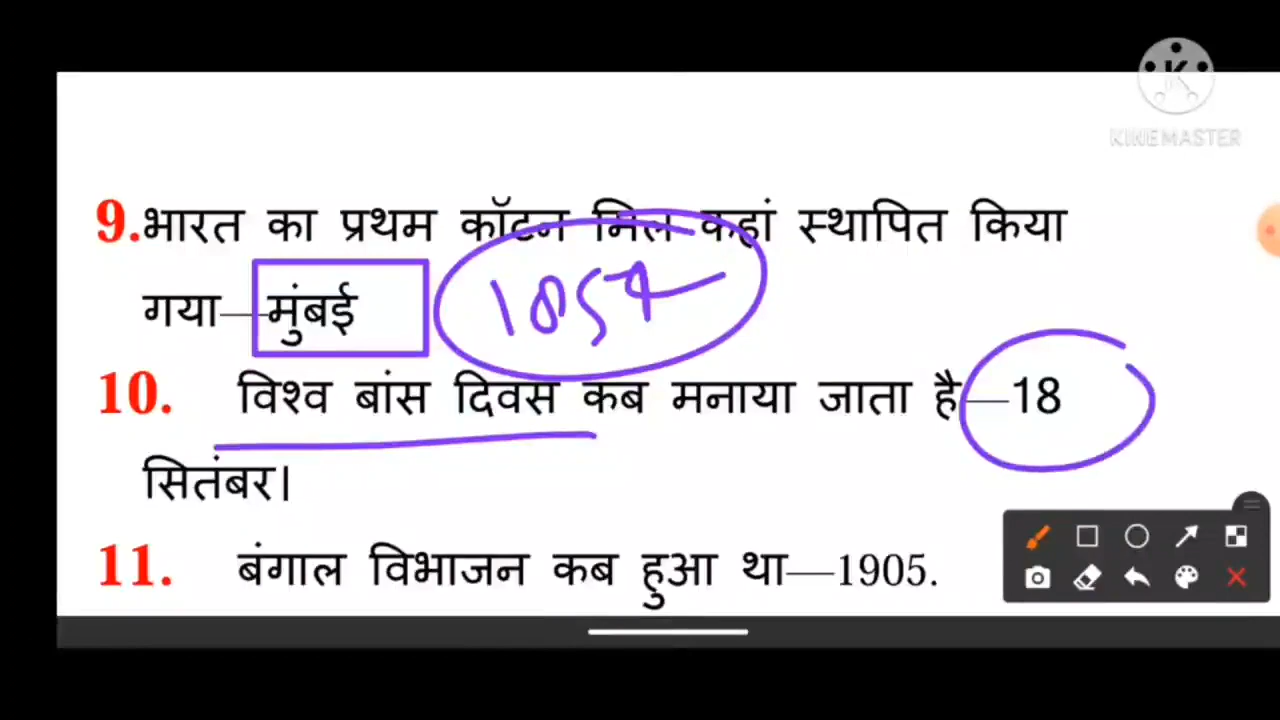 KINEMASTER
9.भारत का प्रथम कॉटन मिल कहां स्थापित किया
गया—मुंबई
1854
10. विश्व बांस दिवस कब मनाया जाता है—18
सितंबर।
11. बंगाल विभाजन कब हुआ था—1905.